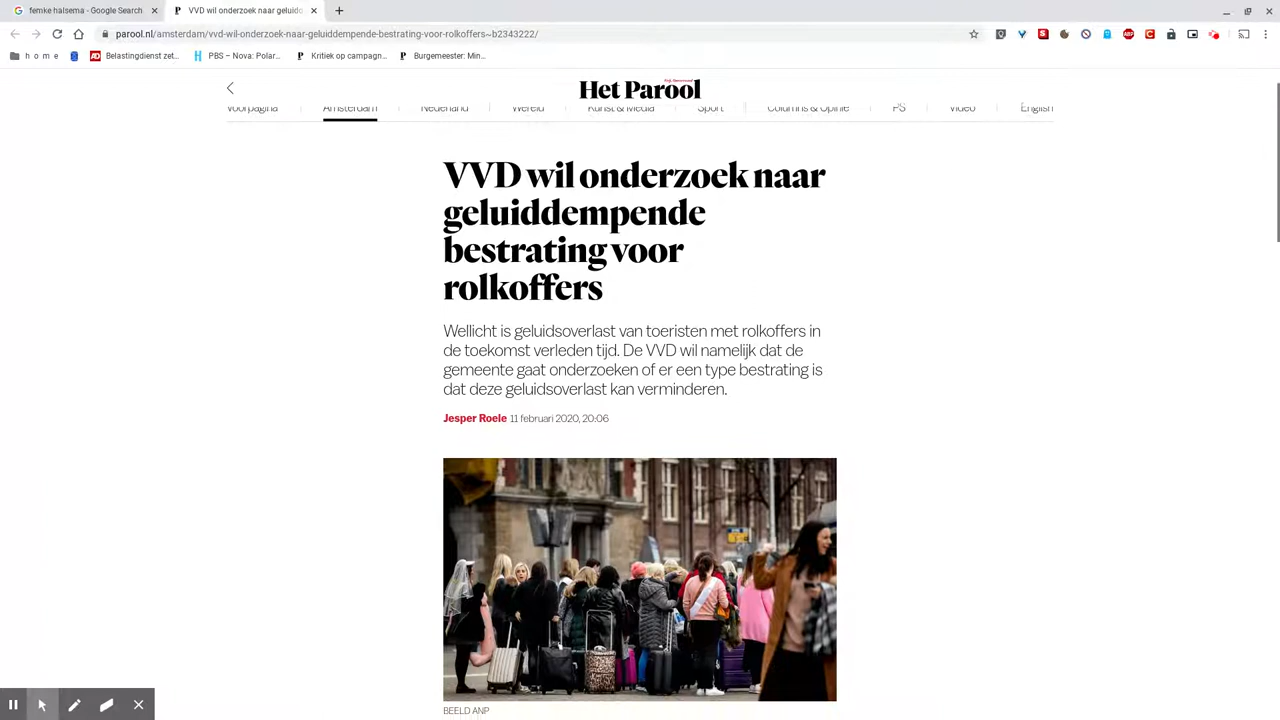 femke halsema - Google Search
VVD wil onderzoek naar geluidd
parool.nl/amsterdam/vvd-wil-onderzoek-naar-geluiddempende-bestrating-voor-rolkoffers~b2343222/
h o m e
Belastingdienst zet...
PBS – Nova: Polar...
Kritiek op campagn...
Burgemeester: Min...
Het Parool
Voorpagina
Amsterdam
Nederland
Wereld
Kunst & Media
Sport
Columns & Opinie
PS
Video
English
VVD wil onderzoek naar
geluiddempende
bestrating voor
rolkoffers
Wellicht is geluidsoverlast van toeristen met rolkoffers in
de toekomst verleden tijd. De VVD wil namelijk dat de
gemeente gaat onderzoeken of er een type bestrating is
dat deze geluidsoverlast kan verminderen.
Jesper Roele 11 februari 2020, 20:06
BEELD ANP